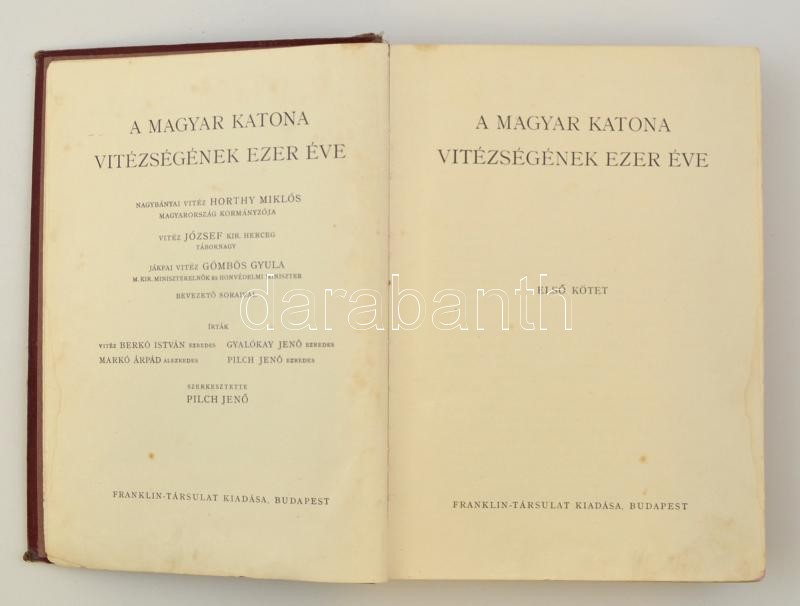 A MAGYAR KATONA
VITÉZSÉGÉNEK EZER ÉVE
NAGYBÁNYAI VITÉZ HORTHY MIKLÓS
MAGYARORSZÁG KORMÁNYZÓJA
VITÉZ JÓZSEF KIR. HERCEG
TÁBORNAGY
JÁKFAI VITÉZ GÖMBÖS GYULA
M. KIR. MINISZTERELNÖK ÉS HONVÉDELMI MINISZTER
BEVEZETŐ SORAIVAL
ÍRTÁK
VITÉZ BERKÓ ISTVÁN EZREDES GYALÓKAY JENŐ EZREDES
MARKÓ ÁRPÁD ALEZREDES PILCH JENŐ EZREDES
SZERKESZTETTE
PILCH JENŐ
FRANKLIN-TÁRSULAT KIADÁSA, BUDAPEST
A MAGYAR KATONA
VITÉZSÉGÉNEK EZER ÉVE
ELSŐ KÖTET
FRANKLIN-TÁRSULAT KIADÁSA, BUDAPEST
darabanth